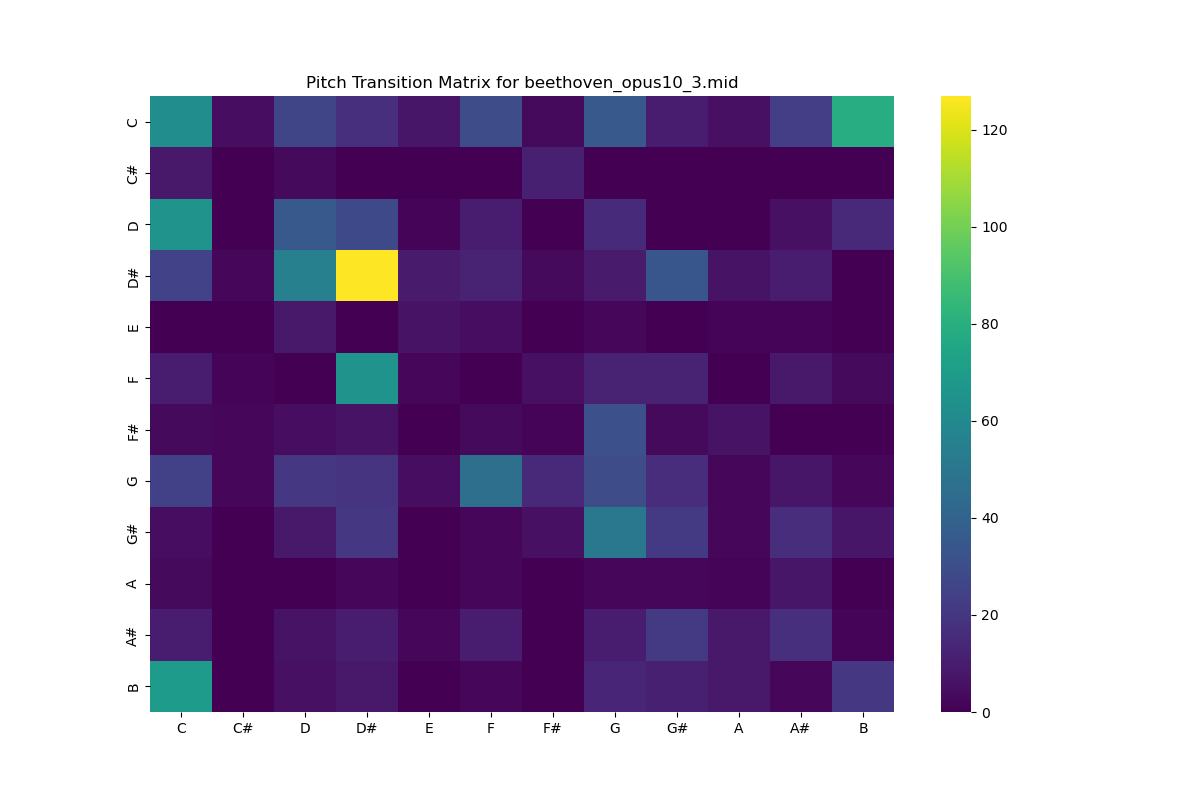 Pitch Transition Matrix for beethoven_opus10_3.mid
C
C#
D
D#
E
F
F#
G
G#
A
A#
B
C C# D D# E F F# G G# A A# B
120
100
80
60
40
20
0